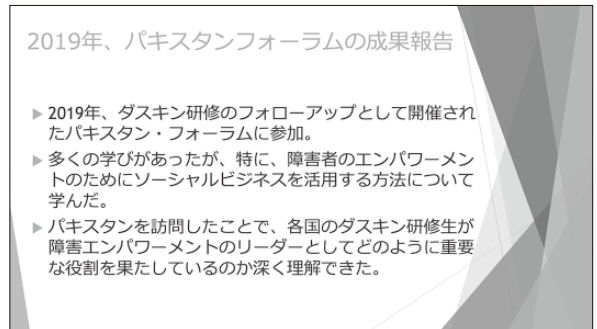 2019年、パキスタンフォーラムの成果報告
2019年、ダスキン研修のフォローアップとして開催され
たパキスタン・フォーラムに参加。
多くの学びがあったが、特に、障害者のエンパワーメン
トのためにソーシャルビジネスを活用する方法について
学んだ。
パキスタンを訪問したことで、各国のダスキン研修生が
障害エンパワーメントのリーダーとしてどのように重要
な役割を果たしているのか深く理解できた。